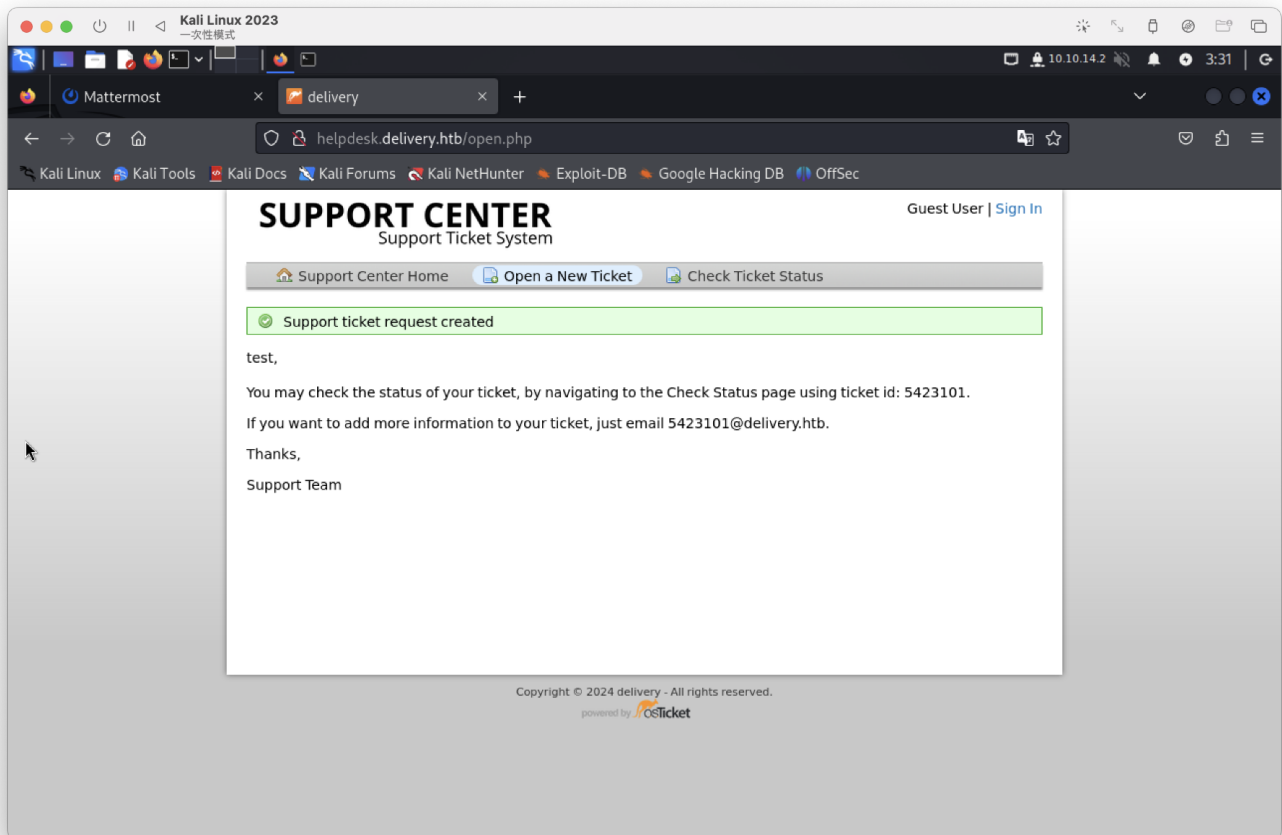 Kali Linux 2023
一次性模式
10.10.14.2 3:31
Mattermost delivery
helpdesk.delivery.htb/open.php
Kali Linux Kali Tools Kali Docs Kali Forums Kali NetHunter Exploit-DB Google Hacking DB OffSec
SUPPORT CENTER
Support Ticket System
Guest User | Sign In
Support Center Home Open a New Ticket Check Ticket Status
Support ticket request created
test,
You may check the status of your ticket, by navigating to the Check Status page using ticket id: 5423101.
If you want to add more information to your ticket, just email 5423101@delivery.htb.
Thanks,
Support Team
Copyright © 2024 delivery - All rights reserved.
powered by osTicket